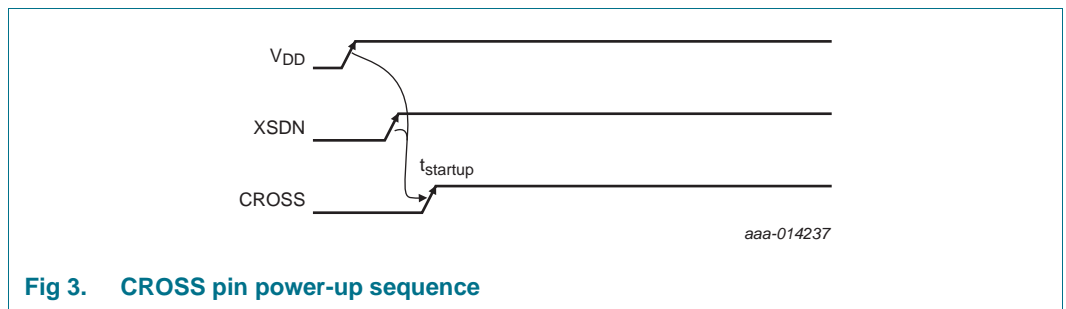 VDD
XSDN
tstartup
CROSS
aaa-014237
Fig 3. CROSS pin power-up sequence